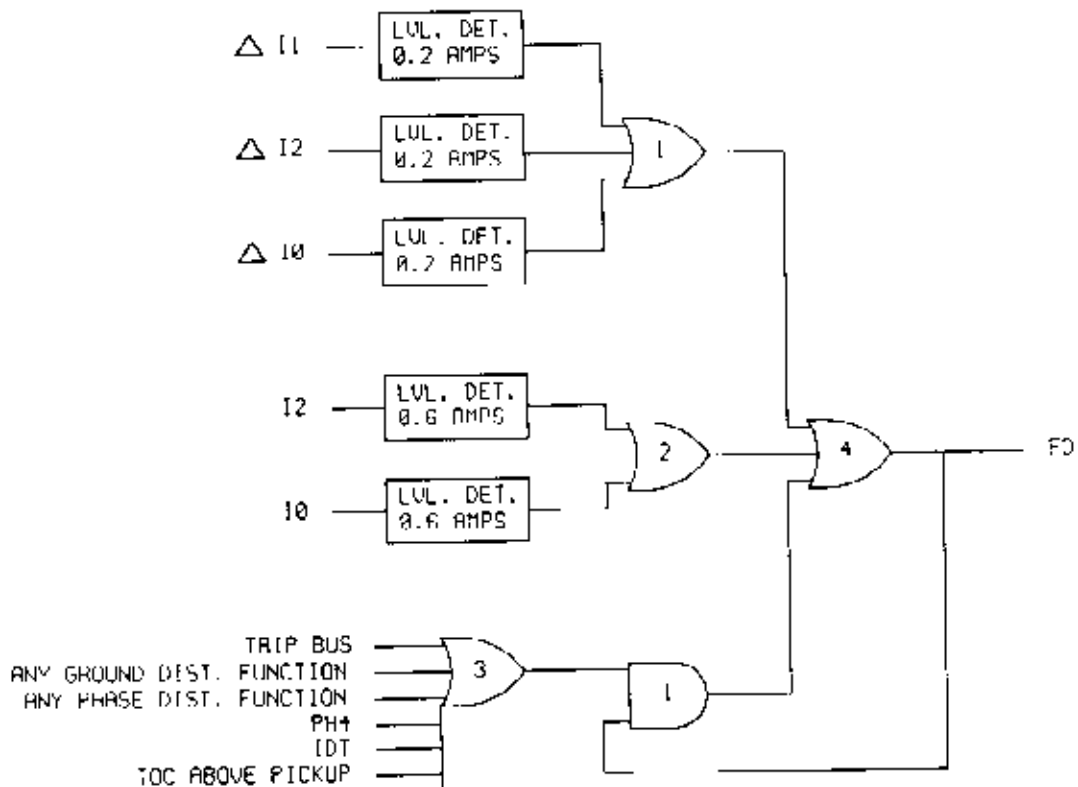 △ I1
LVL. DET.
0.2 AMPS
△ I2
LVL. DET.
0.2 AMPS
1
△ I0
LVL. DET.
0.2 AMPS
I2
LVL. DET.
0.6 AMPS
2
4
FD
I0
LVL. DET.
0.6 AMPS
TRIP BUS
ANY GROUND DIST. FUNCTION
ANY PHASE DIST. FUNCTION
PH4
IDT
TOC ABOVE PICKUP
3
1